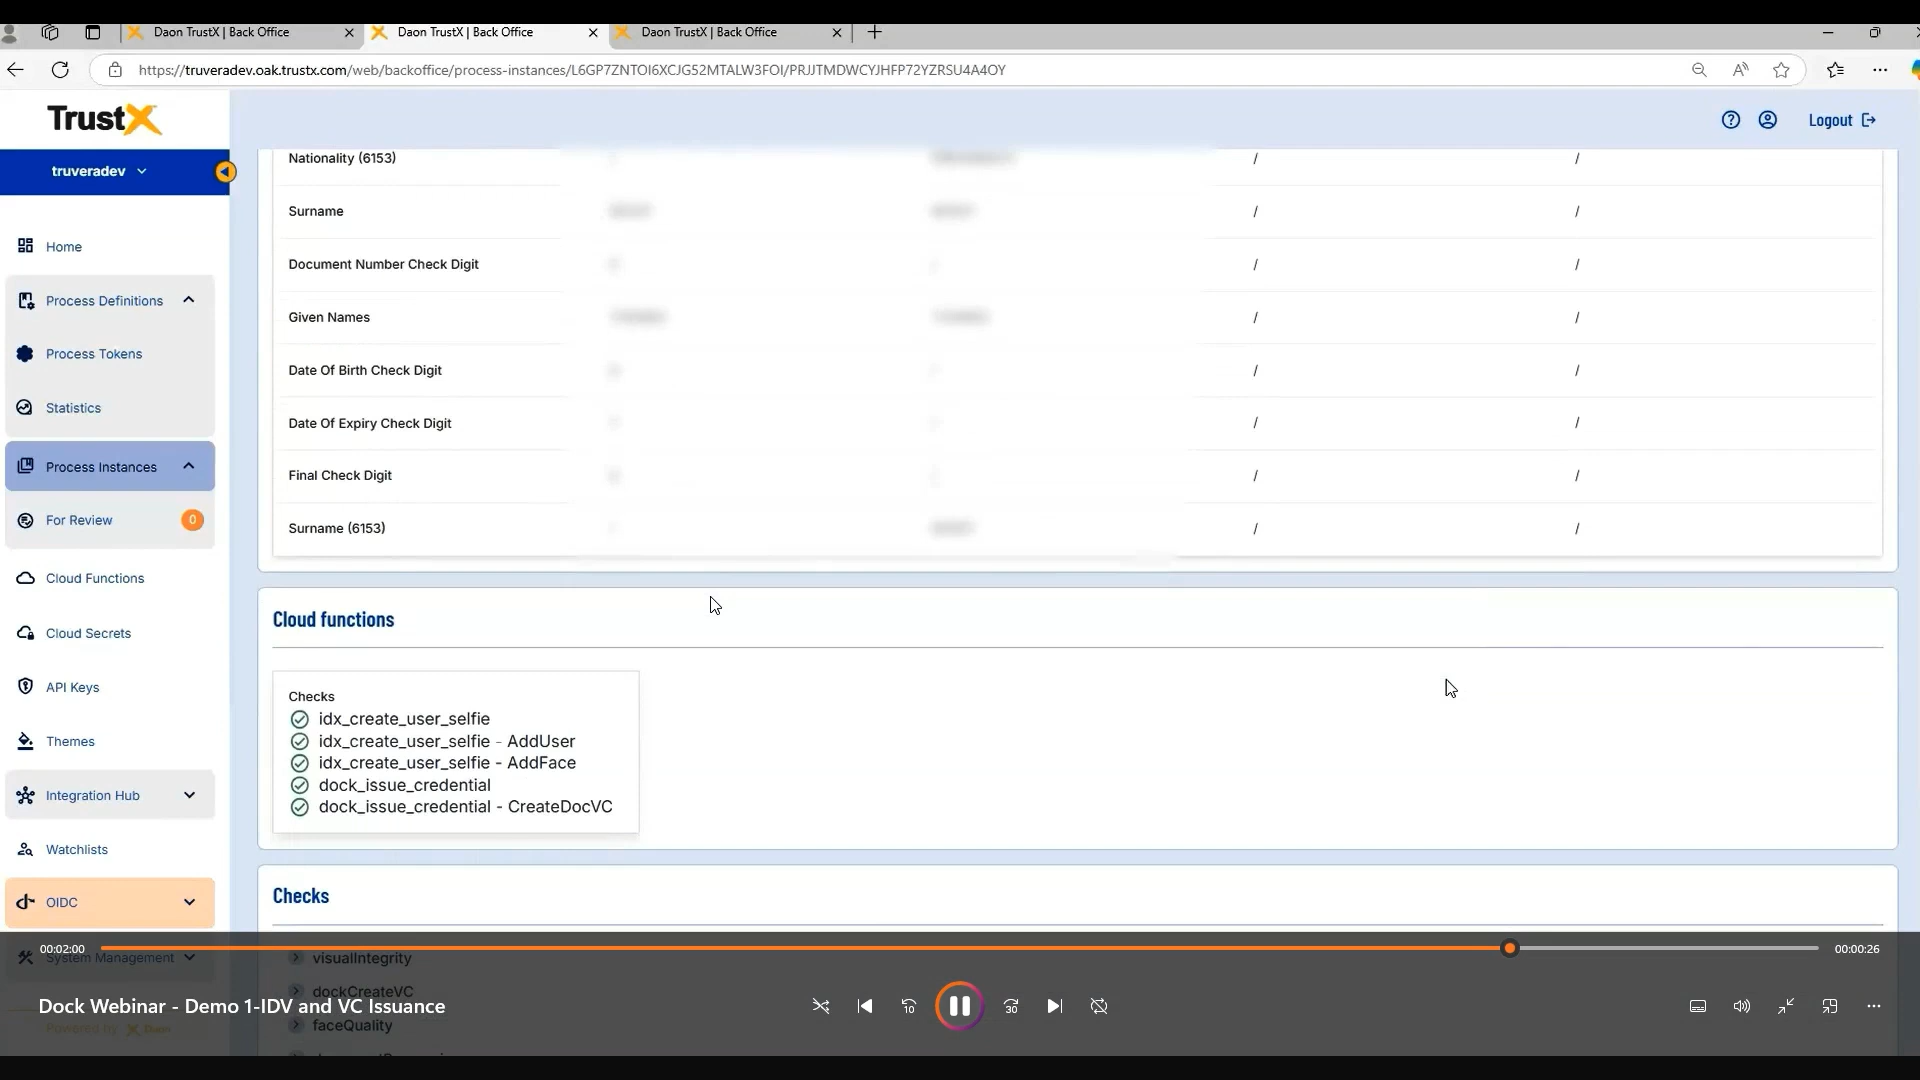 Daon TrustX | Back Office
Daon TrustX | Back Office
Daon TrustX | Back Office
https://truveradev.oak.trustx.com/web/backoffice/process-instances/L6GP7ZNTOI6XCJG52MTALW3FOI/PRJJTMDWCYJHFP72YZRSU4A4OY
TrustX
Logout
truveradev
Home
Process Definitions
Process Tokens
Statistics
Process Instances
For Review 0
Cloud Functions
Cloud Secrets
API Keys
Themes
Integration Hub
Watchlists
OIDC
System Management
Powered by Daon
Nationality (6153) / /
Surname / /
Document Number Check Digit / /
Given Names / /
Date Of Birth Check Digit / /
Date Of Expiry Check Digit / /
Final Check Digit / /
Surname (6153) / /
Cloud functions
Checks
idx_create_user_selfie
idx_create_user_selfie - AddUser
idx_create_user_selfie - AddFace
dock_issue_credential
dock_issue_credential - CreateDocVC
Checks
visualIntegrity
dockCreateVC
faceQuality
00:02:00
00:00:26
Dock Webinar - Demo 1-IDV and VC Issuance
10
30